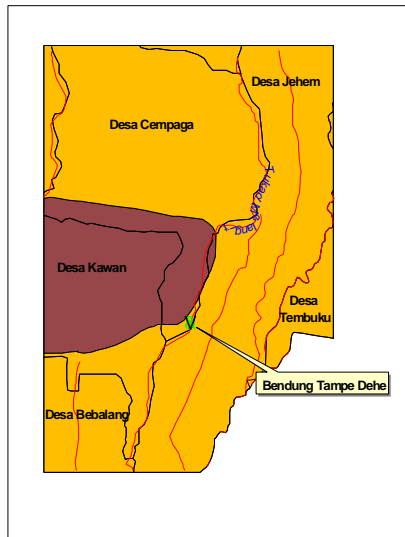 Desa Jehem
Desa Cempaga
Desa Kawan
Desa
Tembuku
Bendung Tampe Dehe
Desa Bebalang